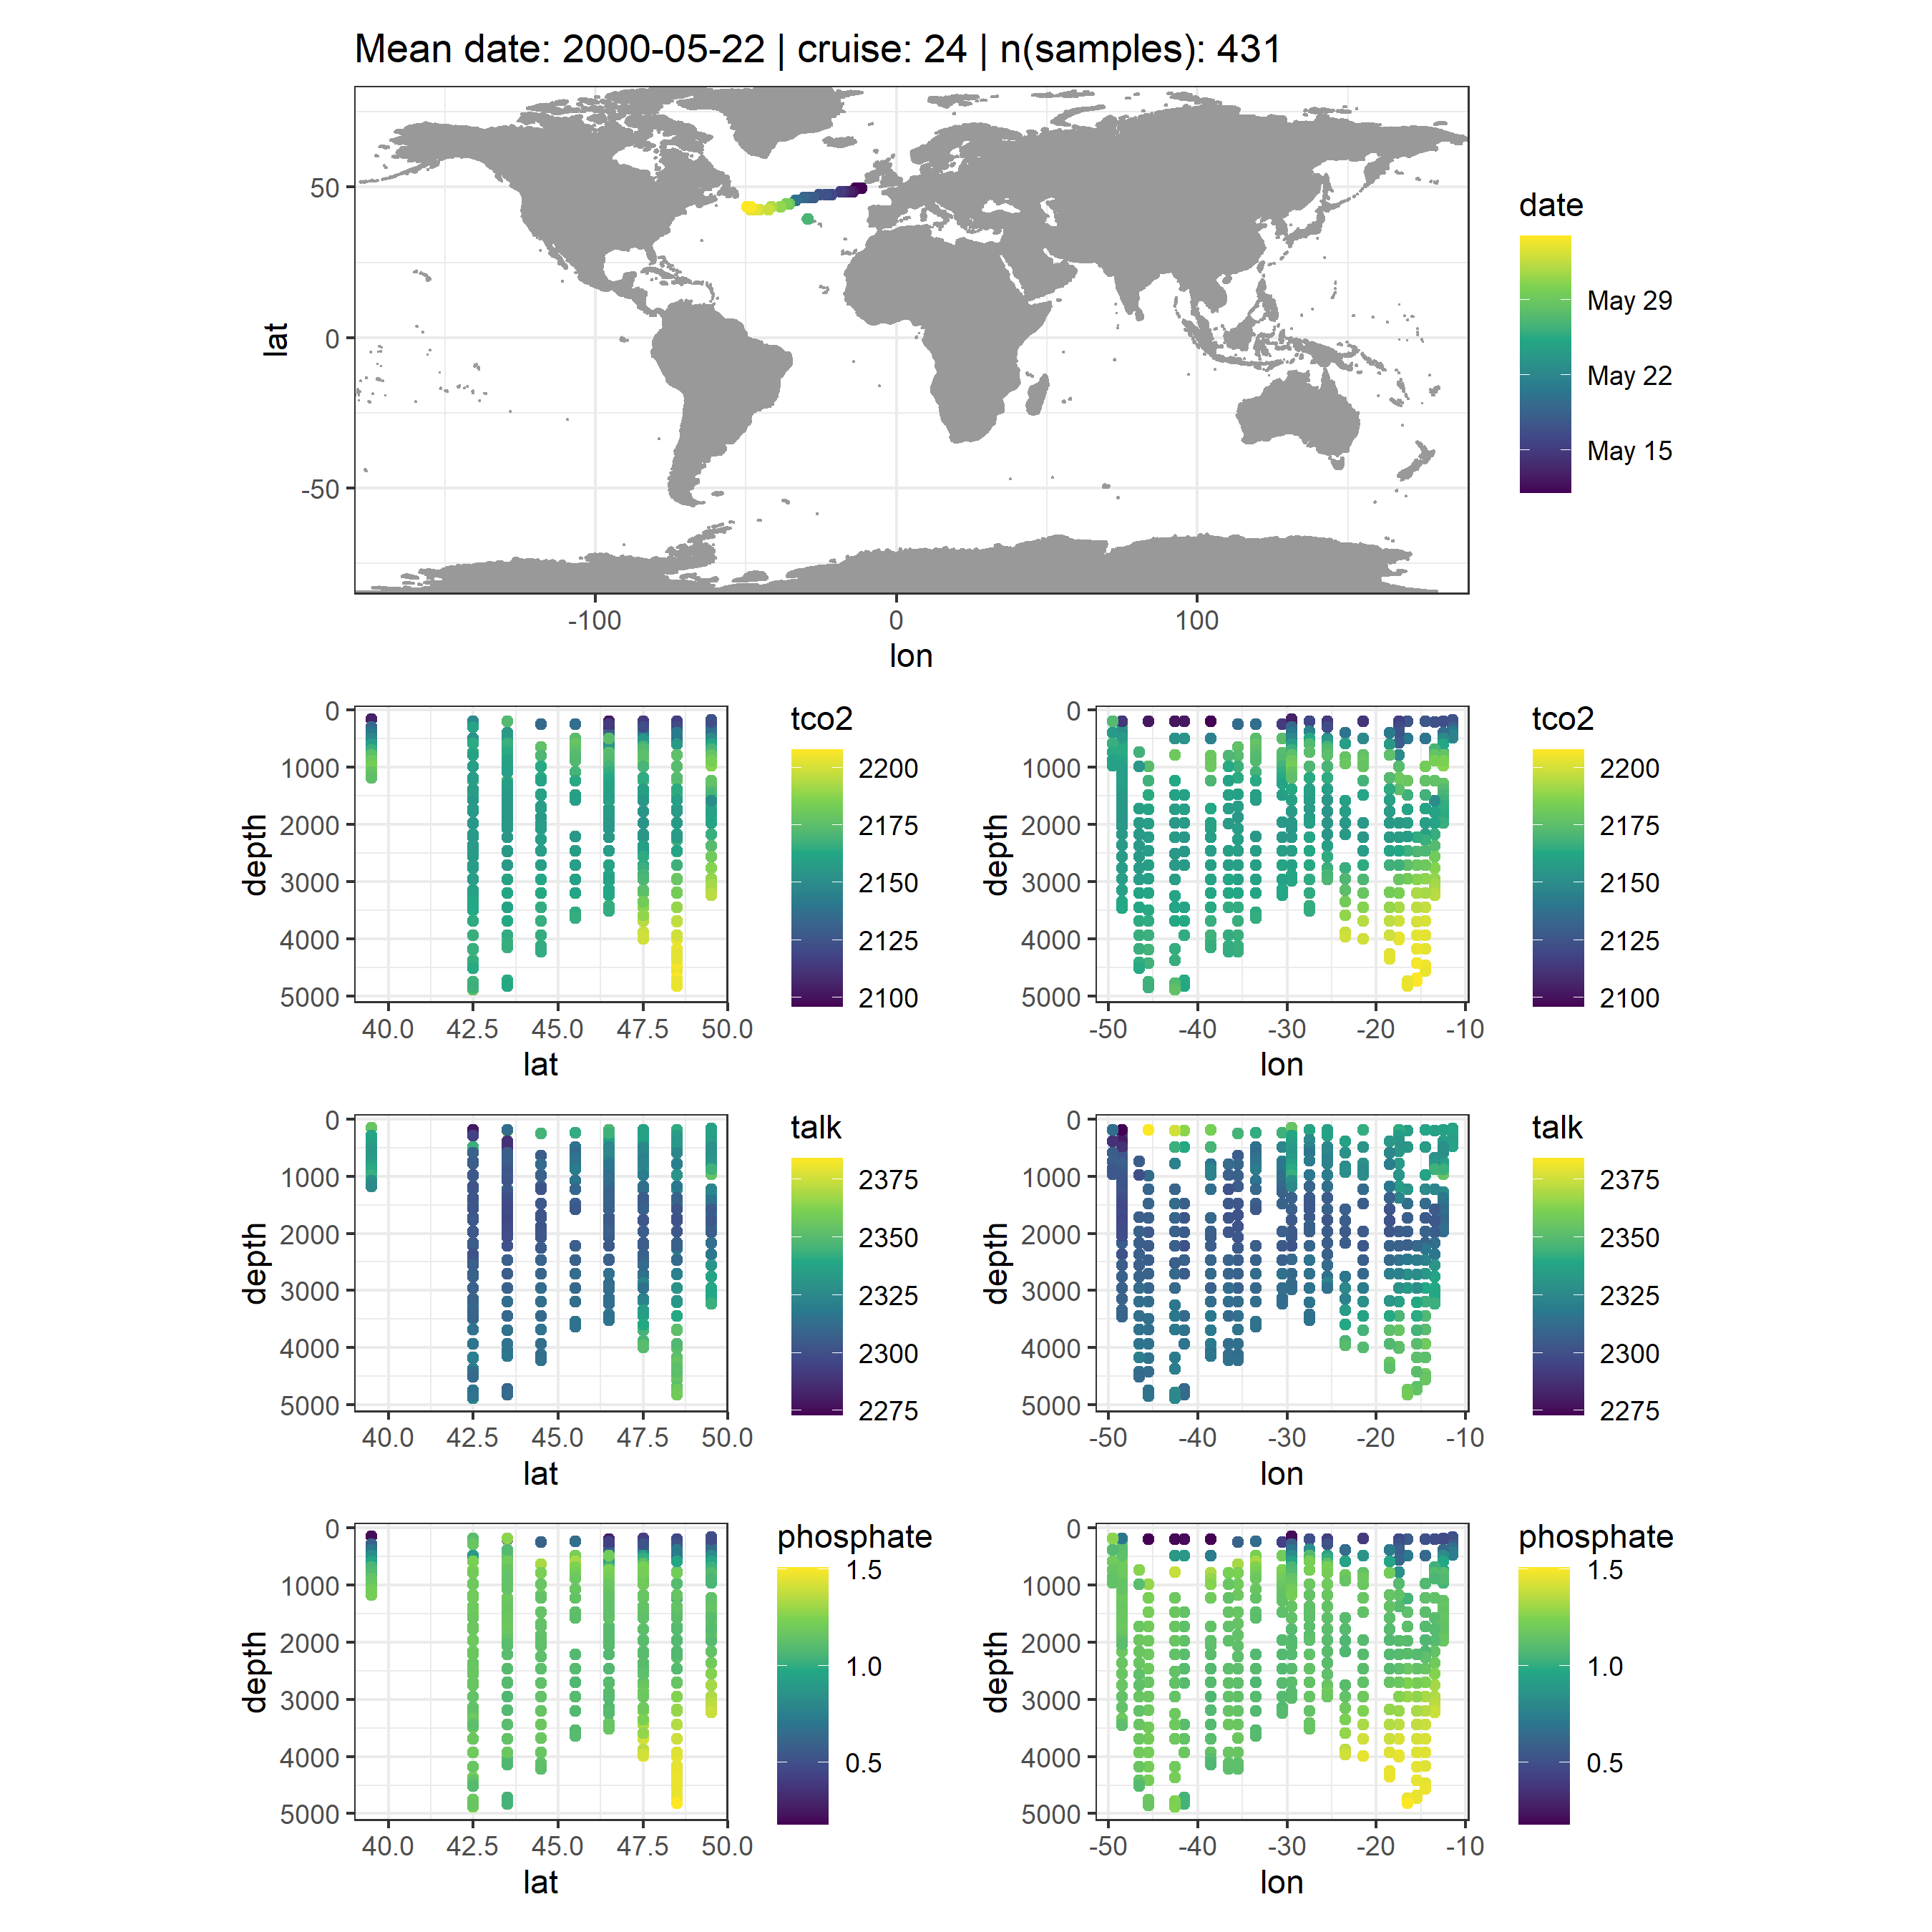 Mean date: 2000-05-22 | cruise: 24 | n(samples): 431
50
0
-50
lat
-100 0 100
lon
date
May 29
May 22
May 15
0
1000
2000
3000
4000
5000
depth
40.0 42.5 45.0 47.5 50.0
lat
tco2
2200
2175
2150
2125
2100
0
1000
2000
3000
4000
5000
depth
-50 -40 -30 -20 -10
lon
tco2
2200
2175
2150
2125
2100
0
1000
2000
3000
4000
5000
depth
40.0 42.5 45.0 47.5 50.0
lat
talk
2375
2350
2325
2300
2275
0
1000
2000
3000
4000
5000
depth
-50 -40 -30 -20 -10
lon
talk
2375
2350
2325
2300
2275
0
1000
2000
3000
4000
5000
depth
40.0 42.5 45.0 47.5 50.0
lat
phosphate
1.5
1.0
0.5
0
1000
2000
3000
4000
5000
depth
-50 -40 -30 -20 -10
lon
phosphate
1.5
1.0
0.5